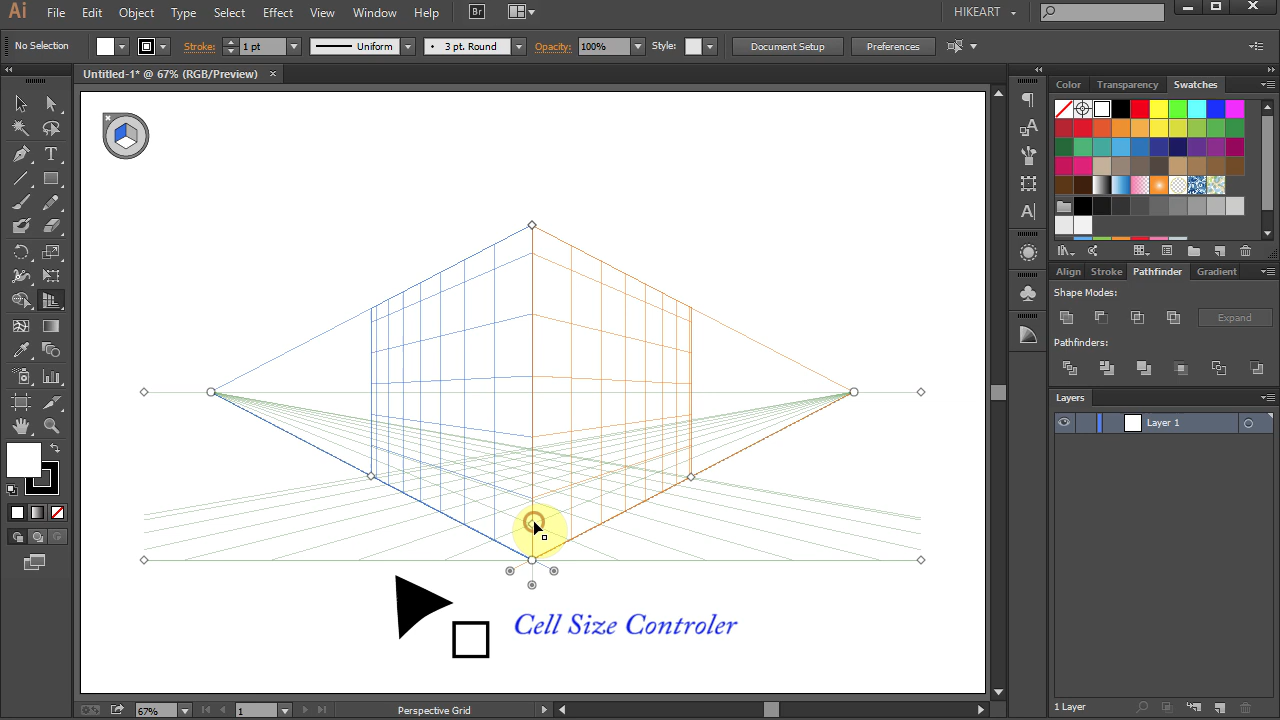 Ai File Edit Object Type Select Effect View Window Help Br HIKEART
No Selection Stroke: 1 pt Uniform 3 pt. Round Opacity: 100% Style: Document Setup Preferences
Untitled-1* @ 67% (RGB/Preview) ×
Color Transparency Swatches
Align Stroke Pathfinder Gradient
Shape Modes:
Expand
Pathfinders:
Layers
Layer 1
Cell Size Controler
67% 1 Perspective Grid
1 Layer